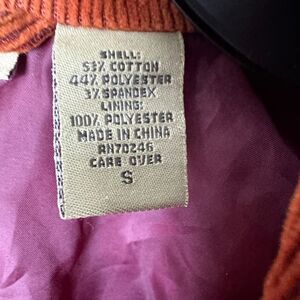 SHELL:
53% COTTON
44% POLYESTER
3% SPANDEX
LINING:
100% POLYESTER
MADE IN CHINA
RN70246
CARE OVER
S